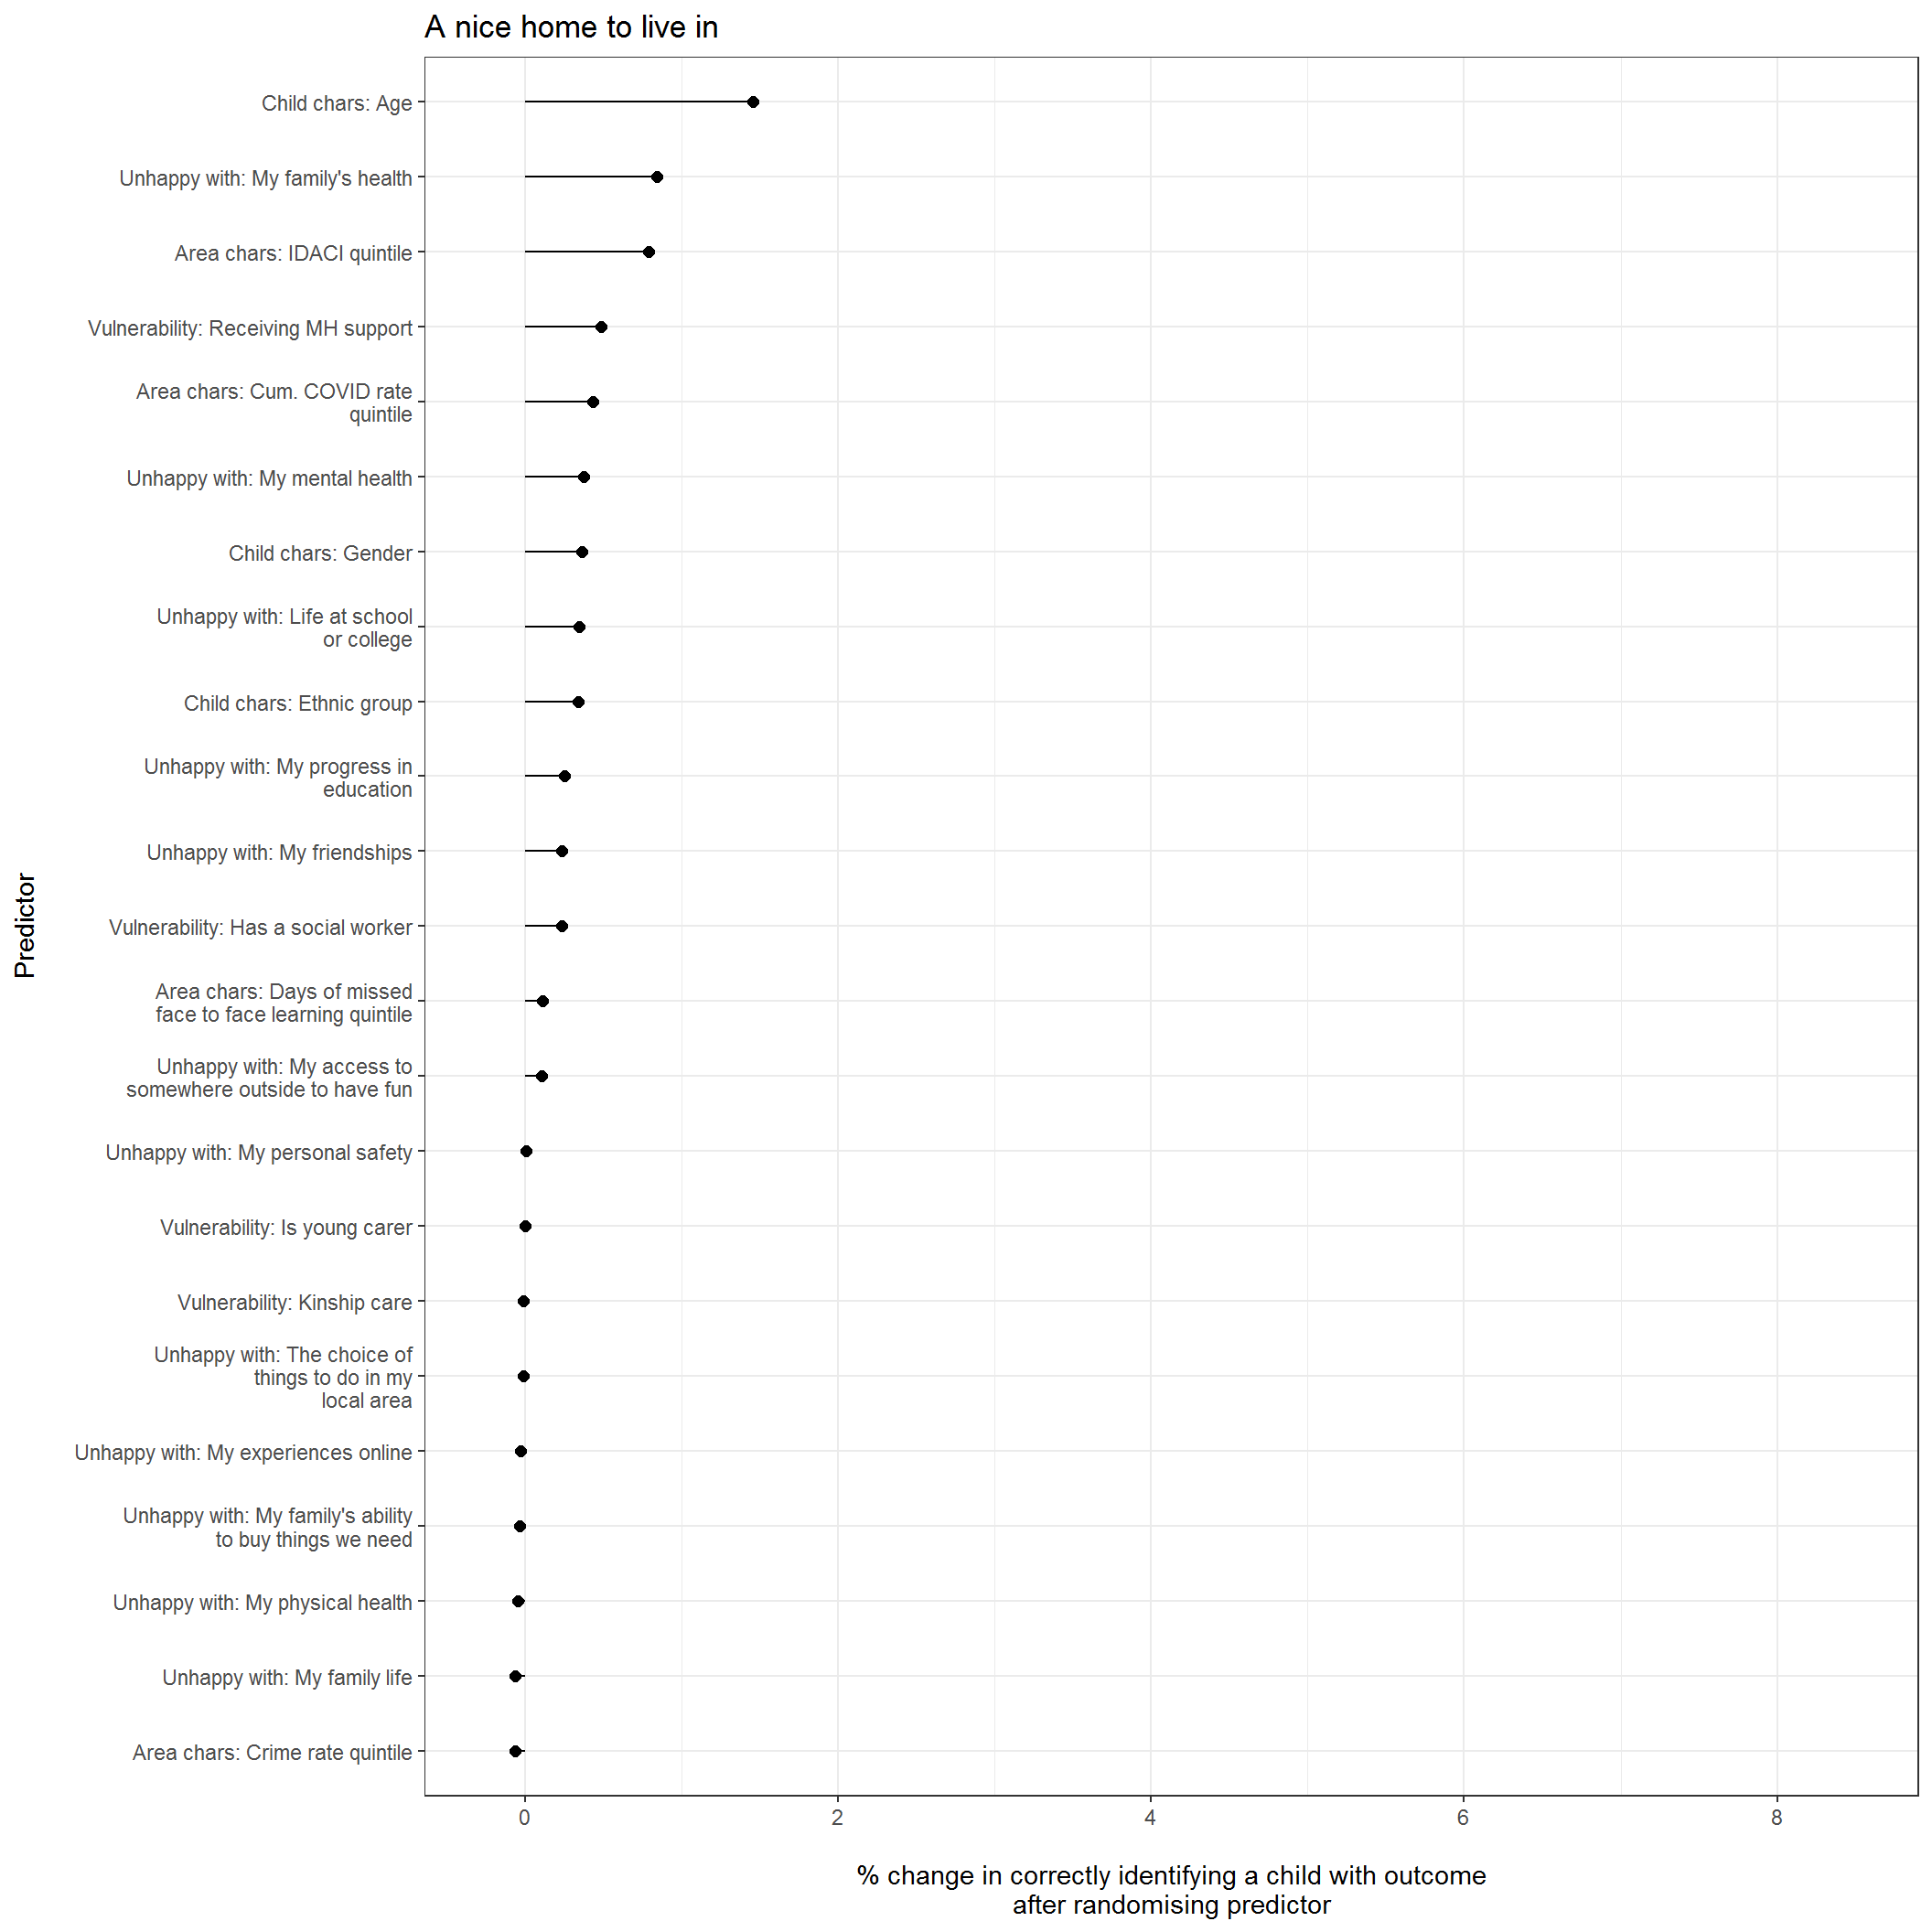 A nice home to live in
Predictor
Child chars: Age
Unhappy with: My family's health
Area chars: IDACI quintile
Vulnerability: Receiving MH support
Area chars: Cum. COVID rate
quintile
Unhappy with: My mental health
Child chars: Gender
Unhappy with: Life at school
or college
Child chars: Ethnic group
Unhappy with: My progress in
education
Unhappy with: My friendships
Vulnerability: Has a social worker
Area chars: Days of missed
face to face learning quintile
Unhappy with: My access to
somewhere outside to have fun
Unhappy with: My personal safety
Vulnerability: Is young carer
Vulnerability: Kinship care
Unhappy with: The choice of
things to do in my
local area
Unhappy with: My experiences online
Unhappy with: My family's ability
to buy things we need
Unhappy with: My physical health
Unhappy with: My family life
Area chars: Crime rate quintile
0 2 4 6 8
% change in correctly identifying a child with outcome
after randomising predictor